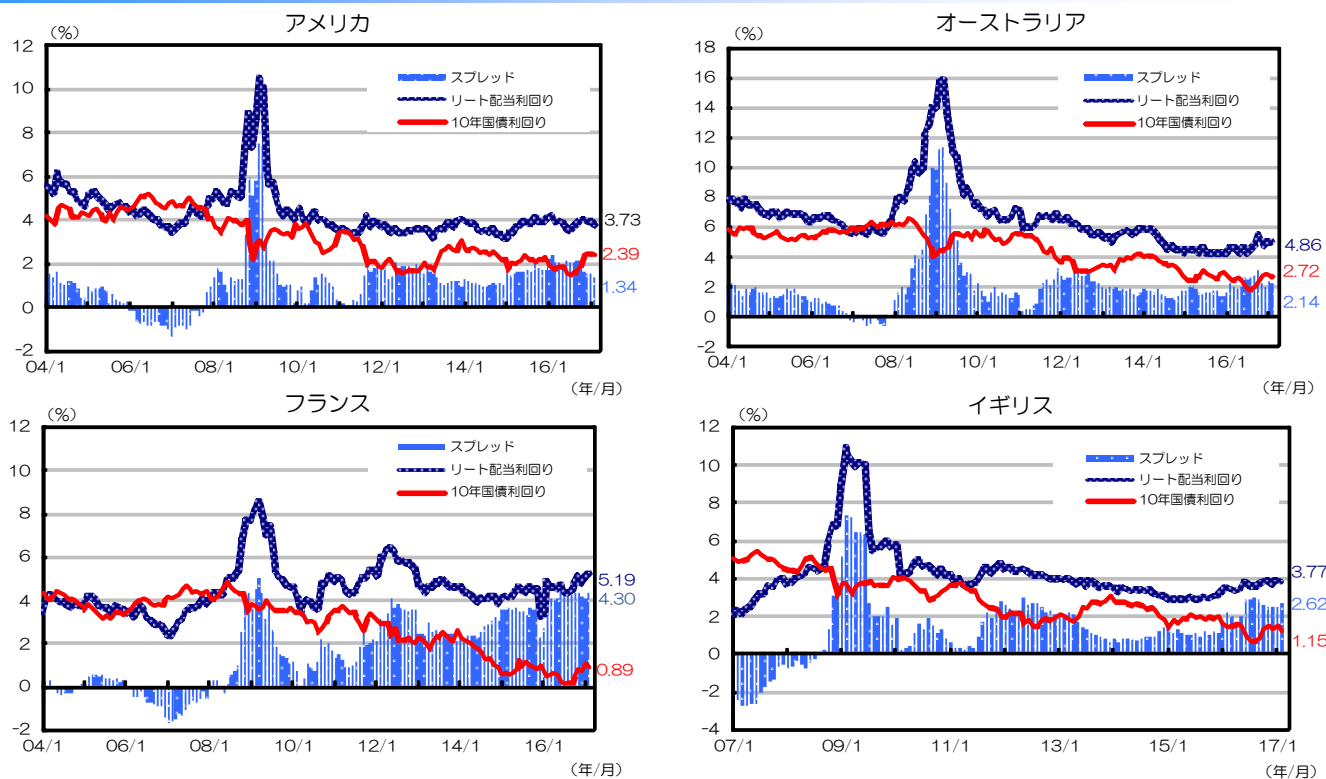 アメリカ
(%)
12
10
8
6
4
2
0
-2
スプレッド
リート配当利回り
10年国債利回り
3.73
2.39
1.34
04/1 06/1 08/1 10/1 12/1 14/1 16/1
(年/月)
オーストラリア
(%)
18
16
14
12
10
8
6
4
2
0
-2
スプレッド
リート配当利回り
10年国債利回り
4.86
2.72
2.14
04/1 06/1 08/1 10/1 12/1 14/1 16/1
(年/月)
フランス
(%)
12
10
8
6
4
2
0
-2
スプレッド
リート配当利回り
10年国債利回り
5.19
4.30
0.89
04/1 06/1 08/1 10/1 12/1 14/1 16/1
(年/月)
イギリス
(%)
12
10
8
6
4
2
0
-2
-4
スプレッド
リート配当利回り
10年国債利回り
3.77
2.62
1.15
07/1 09/1 11/1 13/1 15/1 17/1
(年/月)